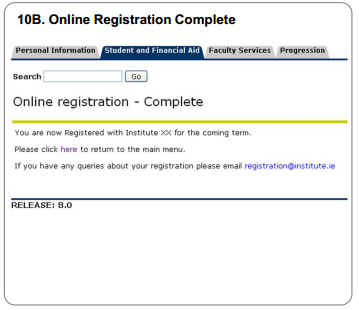 10B. Online Registration Complete
Personal Information Student and Financial Aid Faculty Services Progression
Search Go
Online registration - Complete
You are now Registered with Institute XX for the coming term.
Please click here to return to the main menu.
If you have any queries about your registration please email registration@institute.ie
RELEASE: 8.0